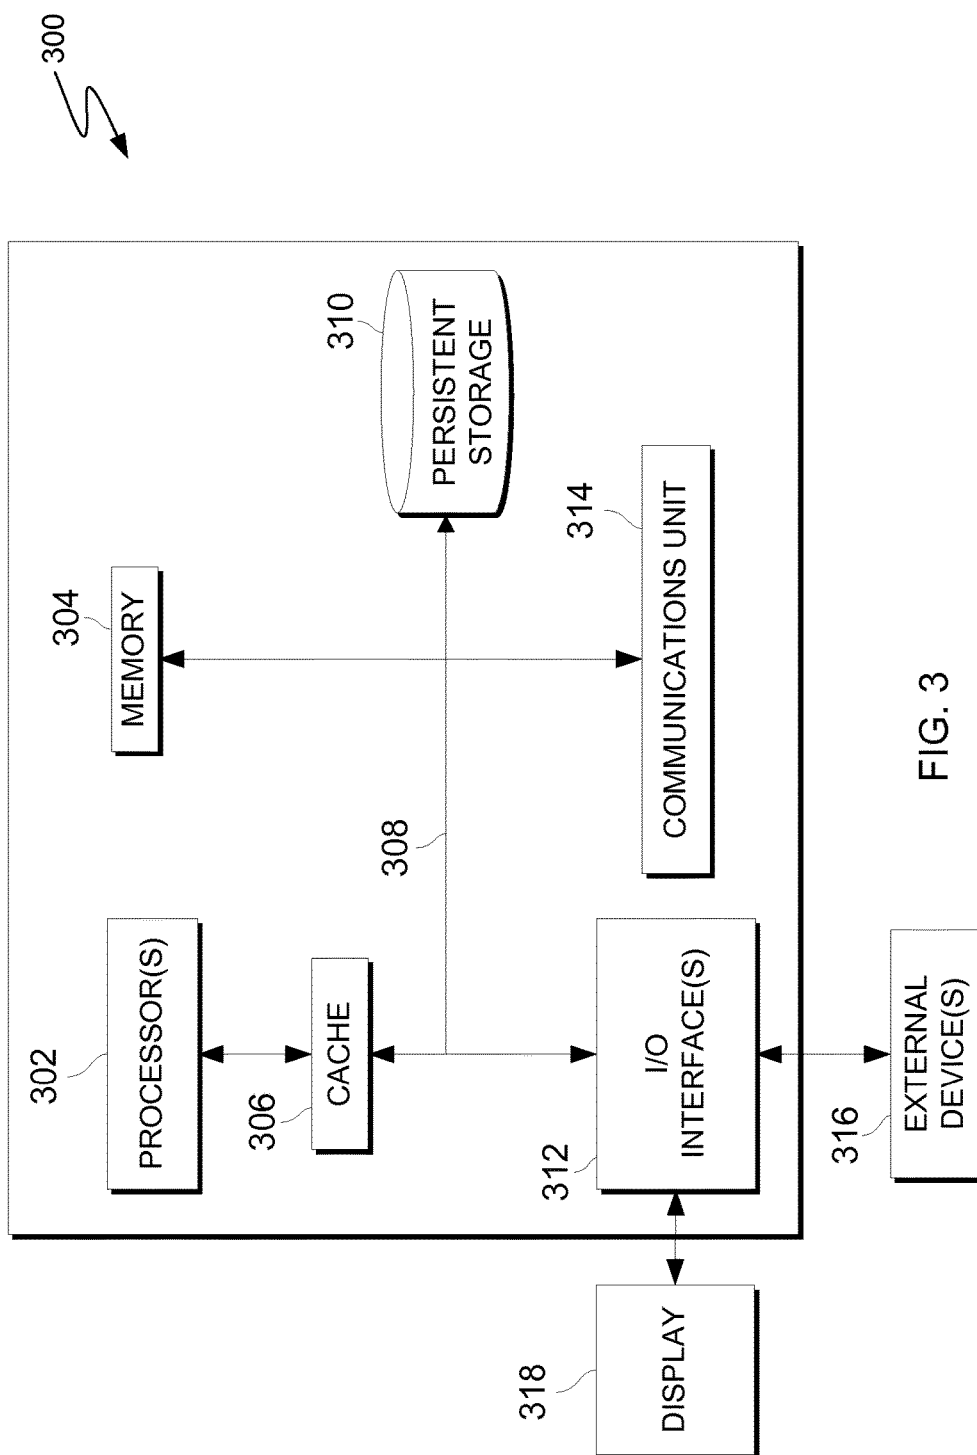 300
302
PROCESSOR(S)
304
MEMORY
306
CACHE
308
310
PERSISTENT
STORAGE
312
I/O
INTERFACE(S)
314
COMMUNICATIONS UNIT
318
DISPLAY
316
EXTERNAL
DEVICE(S)
FIG. 3